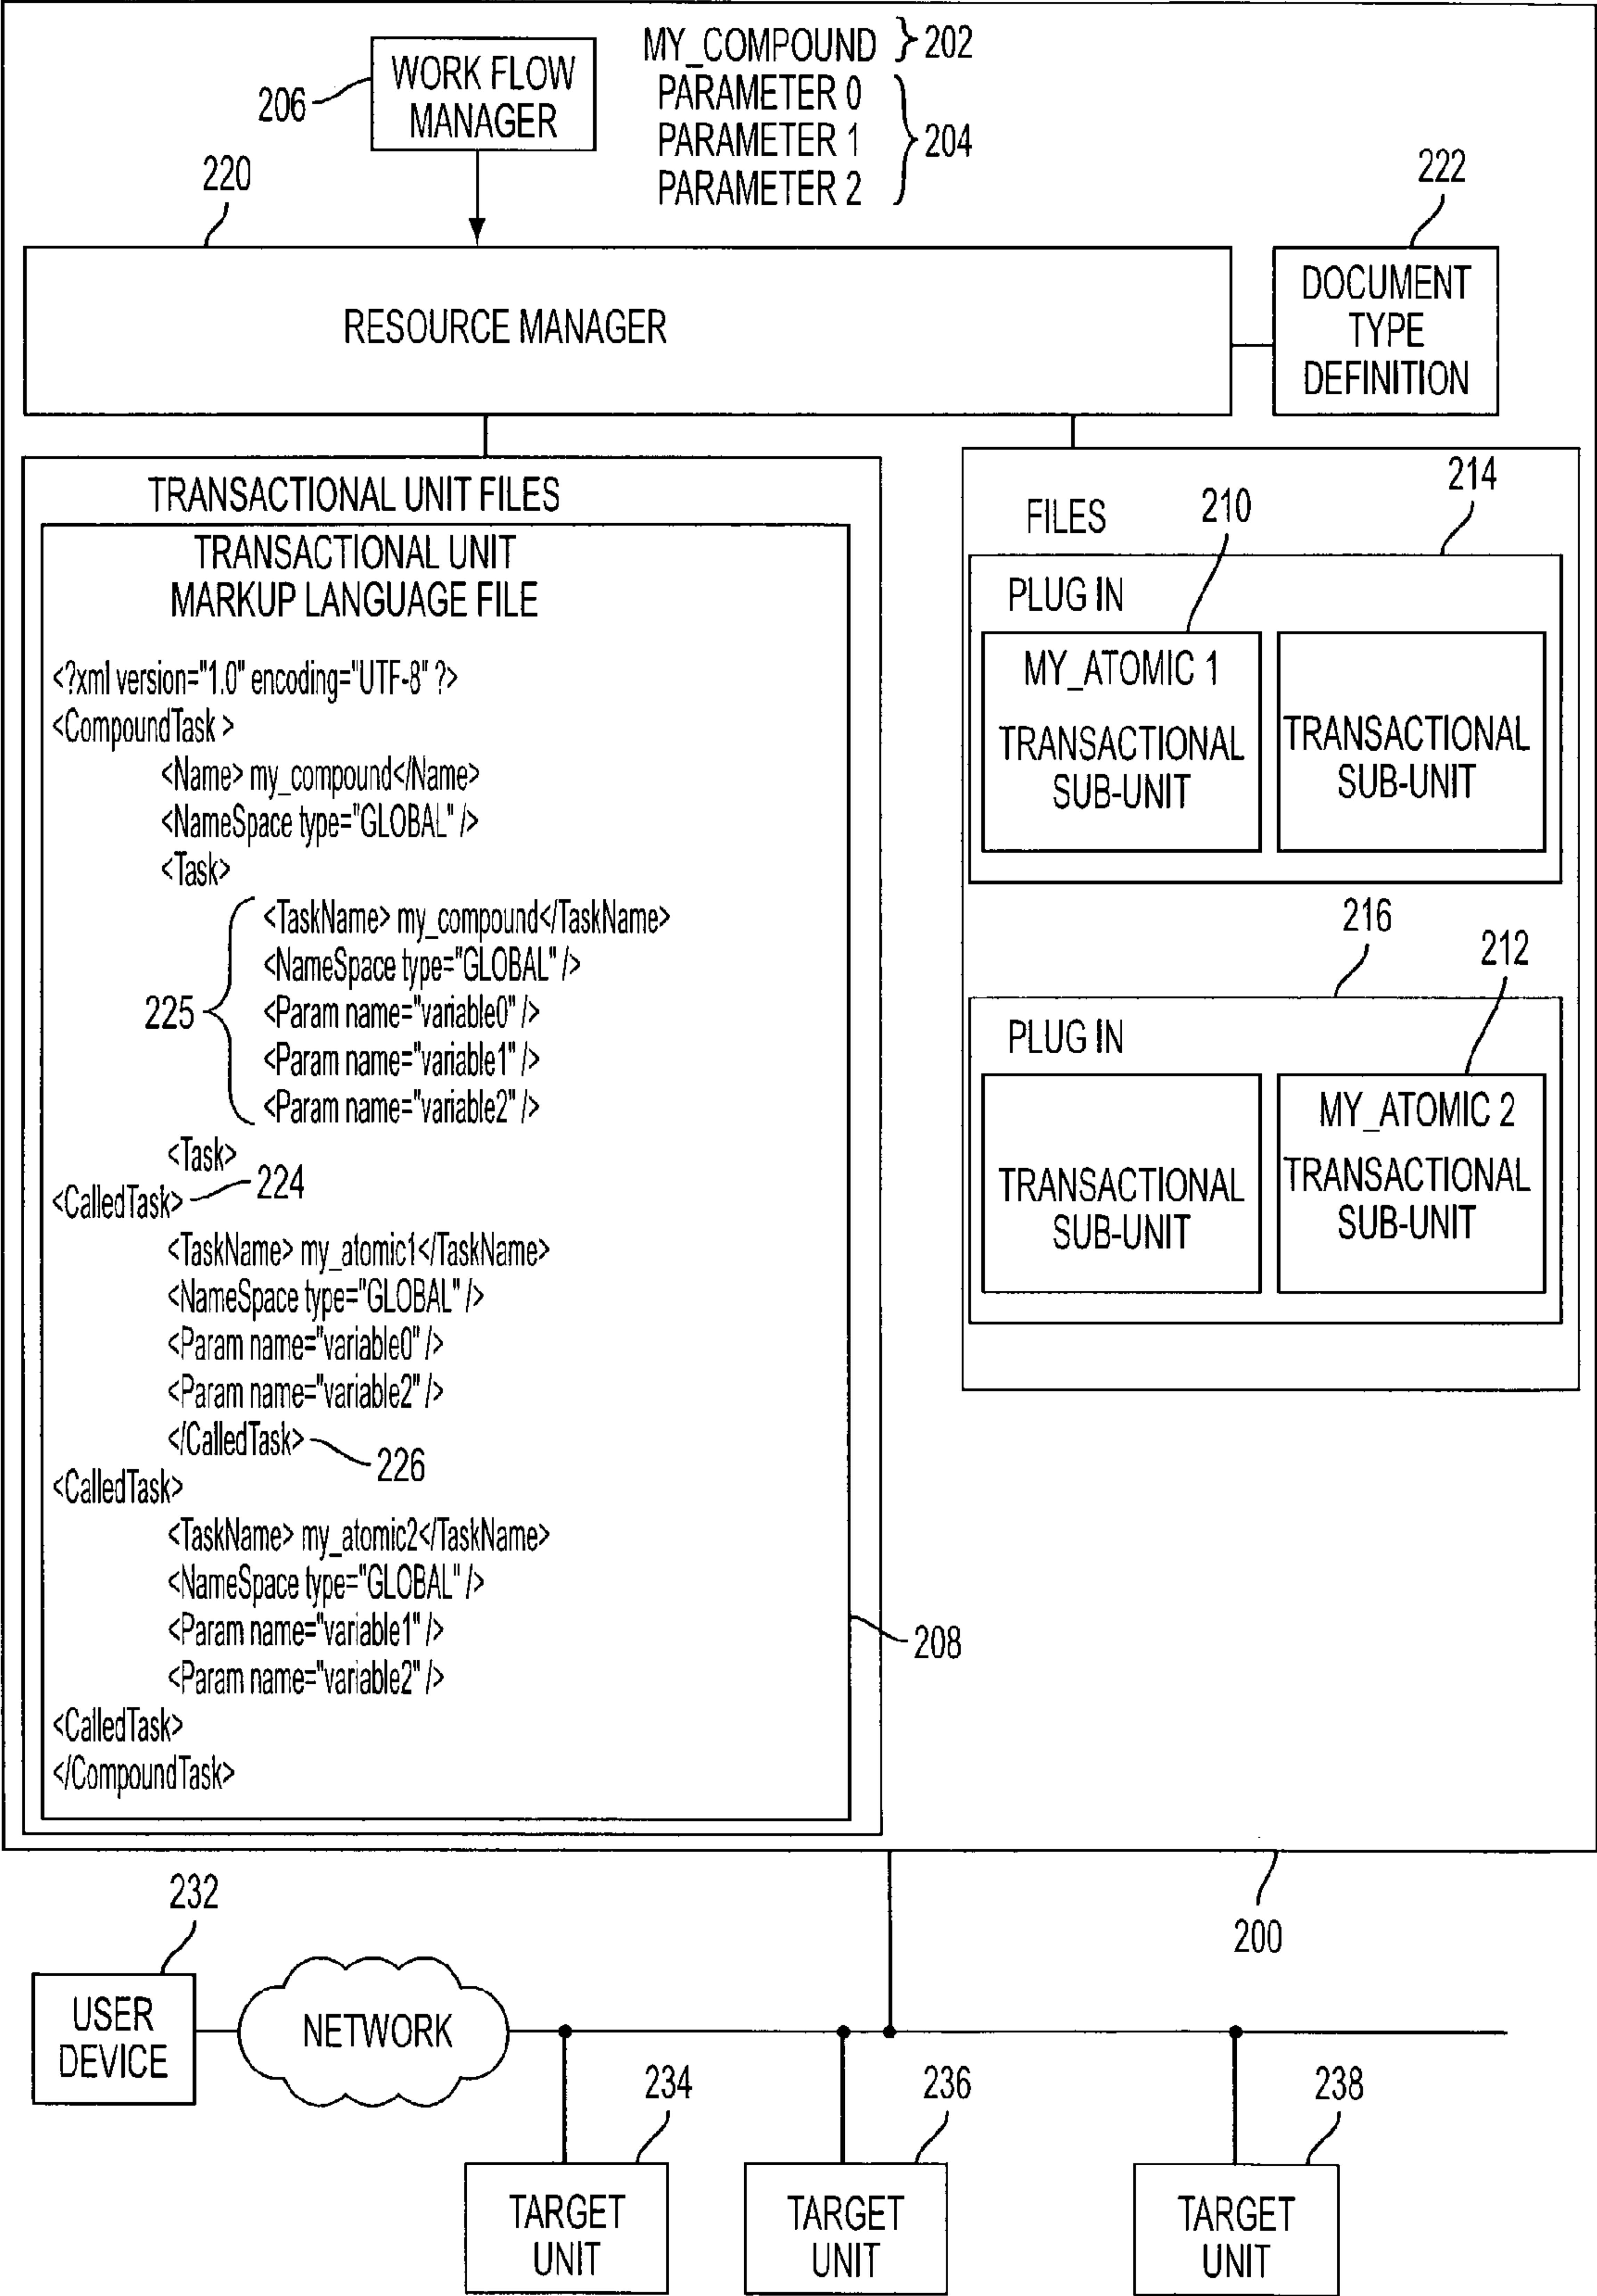 MY_COMPOUND } 202
206
WORK FLOW
MANAGER
PARAMETER 0
PARAMETER 1
PARAMETER 2
204
220
222
RESOURCE MANAGER
DOCUMENT
TYPE
DEFINITION
TRANSACTIONAL UNIT FILES
TRANSACTIONAL UNIT
MARKUP LANGUAGE FILE
<?xml version="1.0" encoding="UTF-8" ?>
<CompoundTask >
<Name> my_compound</Name>
<NameSpace type="GLOBAL" />
<Task>
225
<TaskName> my_compound</TaskName>
<NameSpace type="GLOBAL" />
<Param name="variable0" />
<Param name="variable1" />
<Param name="variable2" />
<Task>
<CalledTask> 224
<TaskName> my_atomic1</TaskName>
<NameSpace type="GLOBAL" />
<Param name="variable0" />
<Param name="variable2" />
</CalledTask> 226
<CalledTask>
<TaskName> my_atomic2</TaskName>
<NameSpace type="GLOBAL" />
<Param name="variable1" />
<Param name="variable2" />
<CalledTask>
</CompoundTask>
208
FILES
210
214
PLUG IN
MY_ATOMIC 1
TRANSACTIONAL
SUB-UNIT
TRANSACTIONAL
SUB-UNIT
216
212
PLUG IN
TRANSACTIONAL
SUB-UNIT
MY_ATOMIC 2
TRANSACTIONAL
SUB-UNIT
200
232
USER
DEVICE
NETWORK
234
TARGET
UNIT
236
TARGET
UNIT
238
TARGET
UNIT